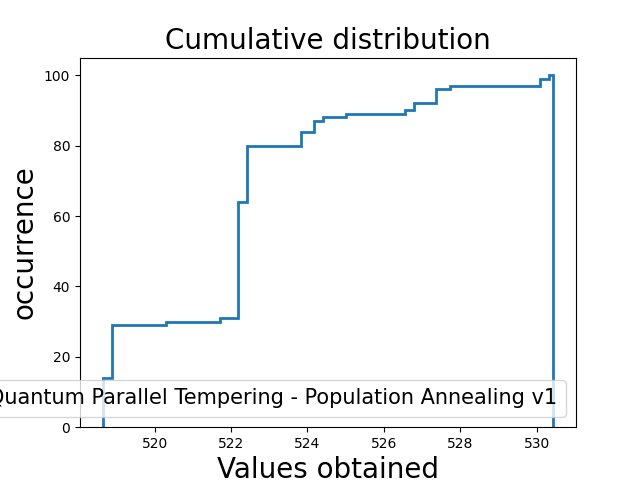 Cumulative distribution
100
80
60
40
20
0
occurrence
Quantum Parallel Tempering - Population Annealing v1
520 522 524 526 528 530
Values obtained